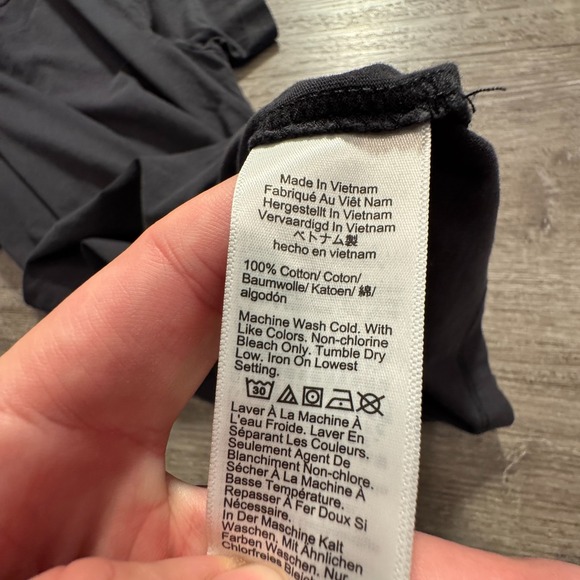 Made In Vietnam
Fabriqué Au Việt Nam
Hergestellt In Vietnam
Vervaardigd In Vietnam
ベトナム製
hecho en vietnam
100% Cotton/ Coton/
Baumwolle/ Katoen/ 綿/
algodón
Machine Wash Cold. With
Like Colors. Non-chlorine
Bleach Only. Tumble Dry
Low. Iron On Lowest
Setting.
30
Laver À La Machine À
L'eau Froide. Laver En
Séparant Les Couleurs.
Seulement Agent De
Blanchiment Non-chlore.
Sécher À La Machine À
Basse Température.
Repasser À Fer Doux Si
Nécessaire.
In Der Maschine Kalt
Waschen. Mit Ähnlichen
Farben Waschen. Nur
Chlorfreies